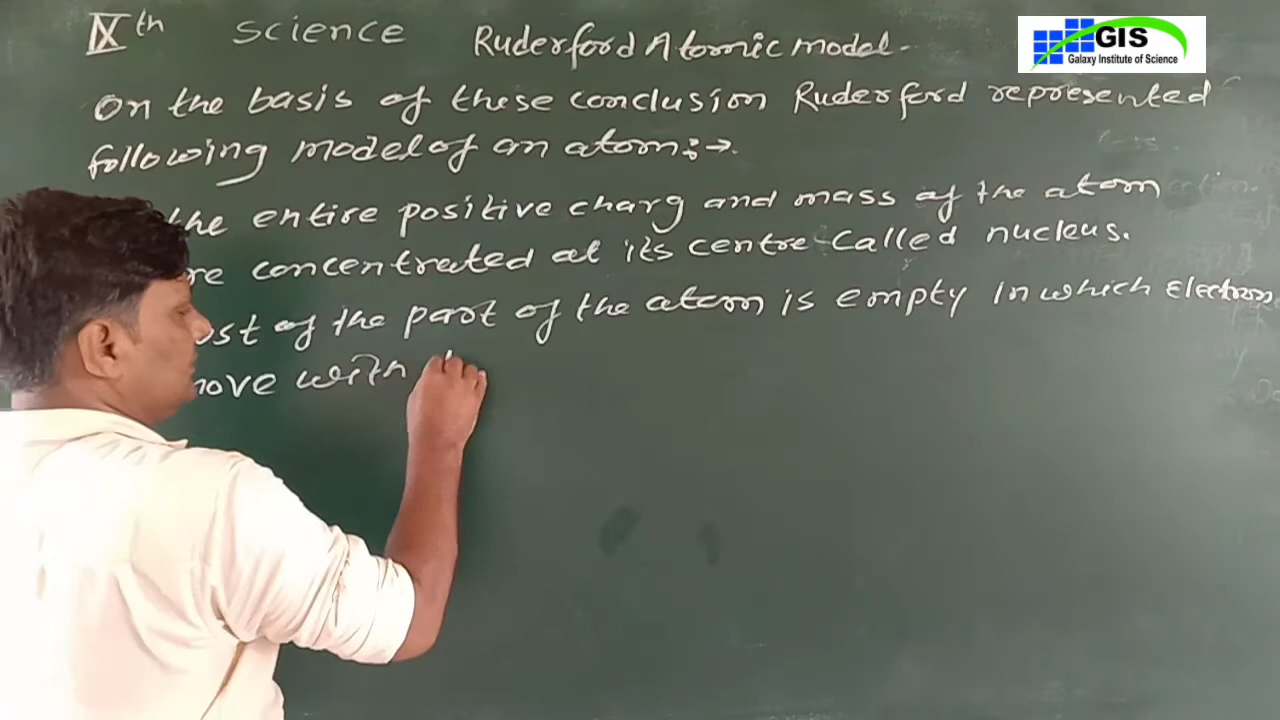 IXth science Ruderford Atomic model.
GIS
Galaxy Institute of Science
on the basis of these conclusion Ruderford represented
following model of an atom:→.
the entire positive charg and mass of the atom
re concentrated at its centre called nucleus.
ost of the part of the atom is empty in which electrons
move with